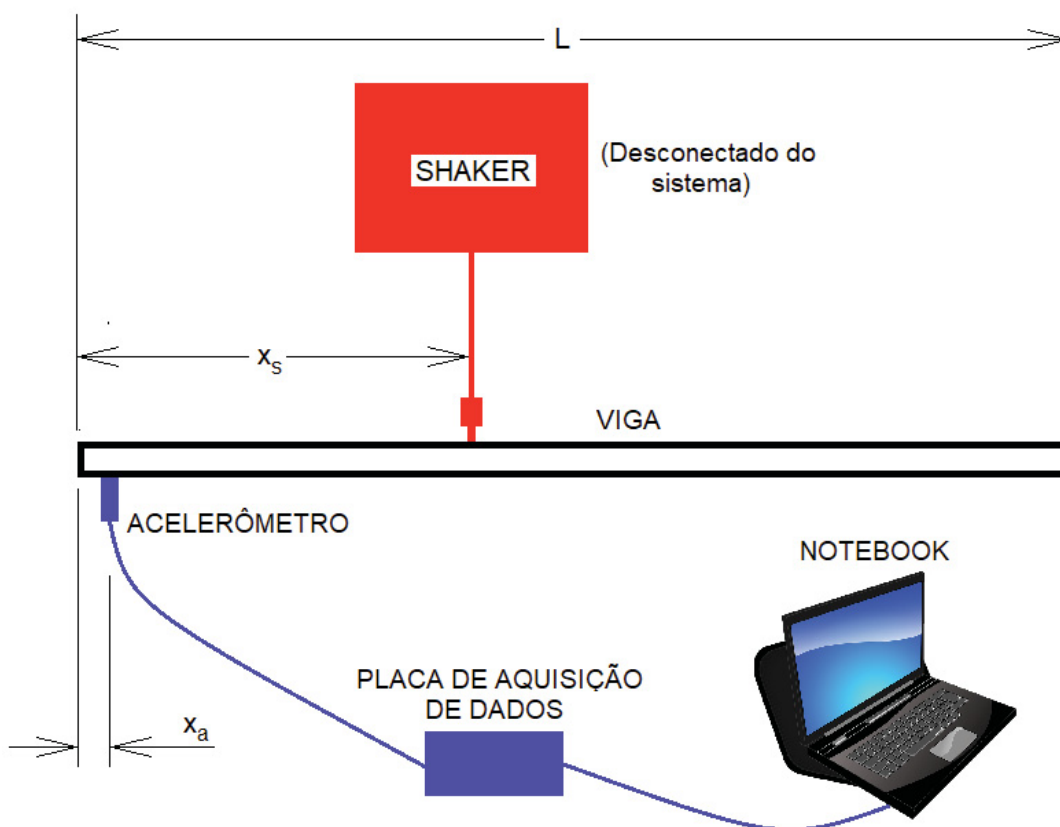 L
SHAKER
(Desconectado do
sistema)
xs
VIGA
ACELERÔMETRO
NOTEBOOK
PLACA DE AQUISIÇÃO
DE DADOS
xa